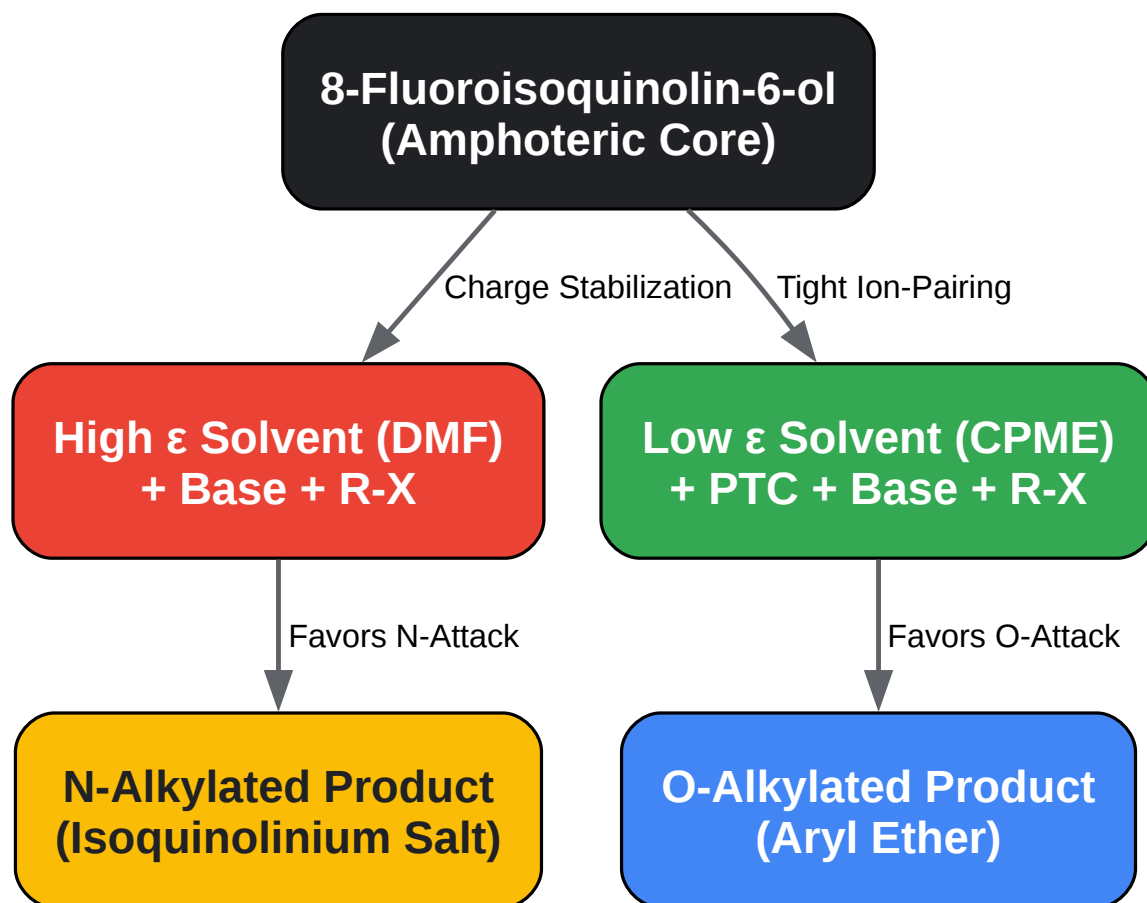 8-Fluoroisoquinolin-6-ol
(Amphoteric Core)
Charge Stabilization
Tight Ion-Pairing
High ε Solvent (DMF)
+ Base + R-X
Low ε Solvent (CPME)
+ PTC + Base + R-X
Favors N-Attack
Favors O-Attack
N-Alkylated Product
(Isoquinolinium Salt)
O-Alkylated Product
(Aryl Ether)